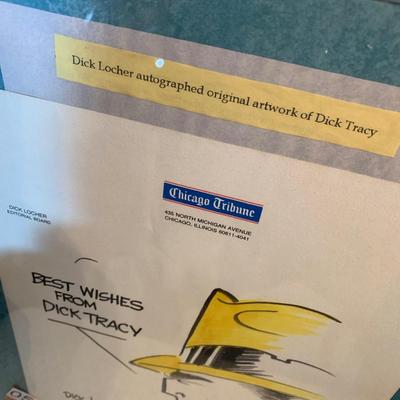 Dick Locher autographed original artwork of Dick Tracy
Chicago Tribune
435 NORTH MICHIGAN AVENUE
CHICAGO, ILLINOIS 60611-4041
DICK LOCHER
EDITORIAL BOARD
BEST WISHES
FROM
DICK TRACY